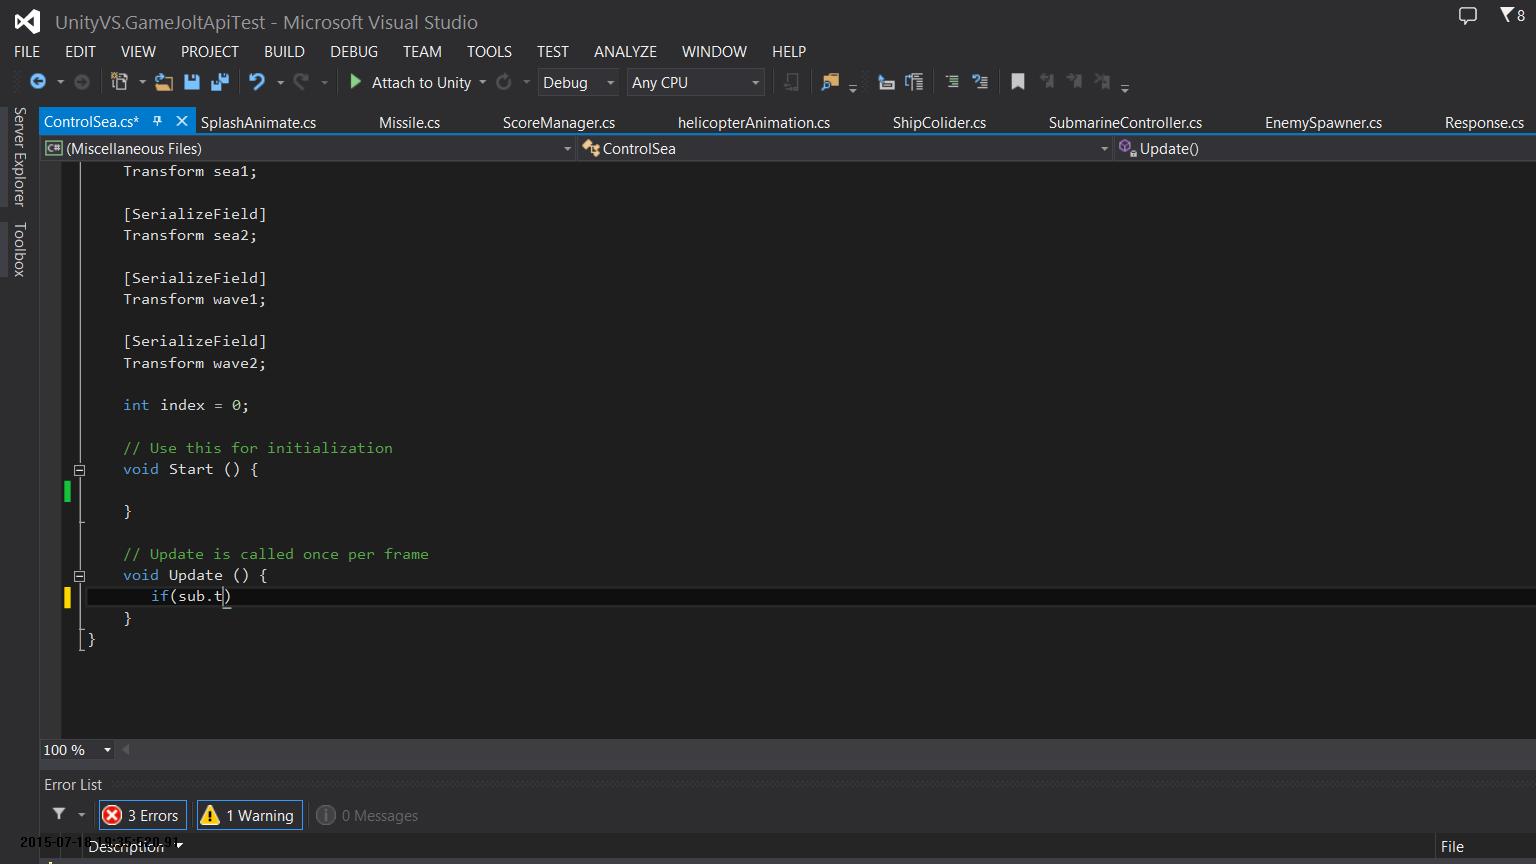 UnityVS.GameJoltApiTest - Microsoft Visual Studio
8
FILE EDIT VIEW PROJECT BUILD DEBUG TEAM TOOLS TEST ANALYZE WINDOW HELP
Attach to Unity Debug Any CPU
Server Explorer
Toolbox
ControlSea.cs* SplashAnimate.cs Missile.cs ScoreManager.cs helicopterAnimation.cs ShipColider.cs SubmarineController.cs EnemySpawner.cs Response.cs
C# (Miscellaneous Files) ControlSea Update()
Transform sea1;
[SerializeField]
Transform sea2;
[SerializeField]
Transform wave1;
[SerializeField]
Transform wave2;
int index = 0;
// Use this for initialization
void Start () {
}
// Update is called once per frame
void Update () {
if(sub.t)
}
}
100 %
Error List
3 Errors 1 Warning 0 Messages
Description File